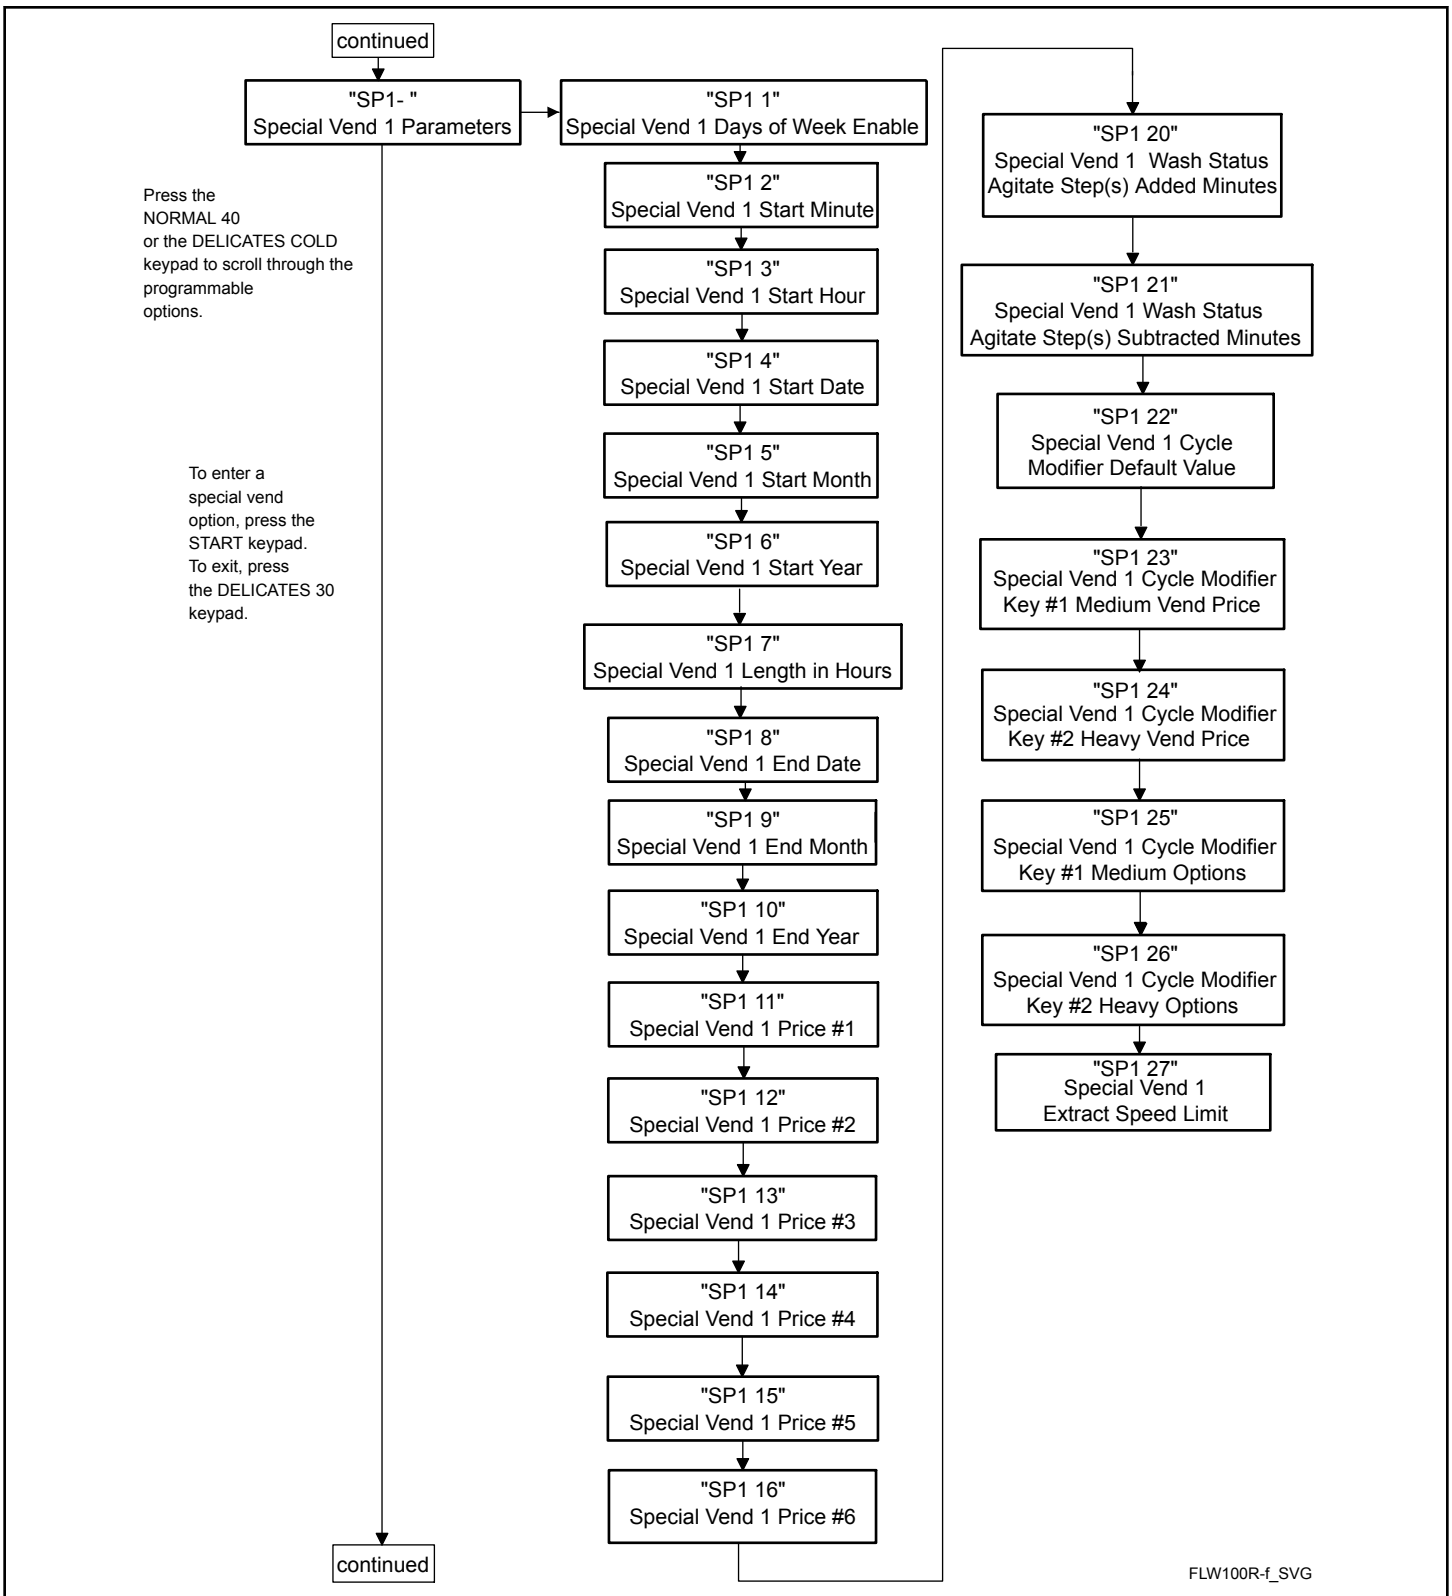 continued
"SP1- "
Special Vend 1 Parameters
Press the
NORMAL 40
or the DELICATES COLD
keypad to scroll through the
programmable
options.
To enter a
special vend
option, press the
START keypad.
To exit, press
the DELICATES 30
keypad.
continued
"SP1 1"
Special Vend 1 Days of Week Enable
"SP1 2"
Special Vend 1 Start Minute
"SP1 3"
Special Vend 1 Start Hour
"SP1 4"
Special Vend 1 Start Date
"SP1 5"
Special Vend 1 Start Month
"SP1 6"
Special Vend 1 Start Year
"SP1 7"
Special Vend 1 Length in Hours
"SP1 8"
Special Vend 1 End Date
"SP1 9"
Special Vend 1 End Month
"SP1 10"
Special Vend 1 End Year
"SP1 11"
Special Vend 1 Price #1
"SP1 12"
Special Vend 1 Price #2
"SP1 13"
Special Vend 1 Price #3
"SP1 14"
Special Vend 1 Price #4
"SP1 15"
Special Vend 1 Price #5
"SP1 16"
Special Vend 1 Price #6
"SP1 20"
Special Vend 1  Wash Status
Agitate Step(s) Added Minutes
"SP1 21"
Special Vend 1 Wash Status
Agitate Step(s) Subtracted Minutes
"SP1 22"
Special Vend 1 Cycle
Modifier Default Value
"SP1 23"
Special Vend 1 Cycle Modifier
Key #1 Medium Vend Price
"SP1 24"
Special Vend 1 Cycle Modifier
Key #2 Heavy Vend Price
"SP1 25"
Special Vend 1 Cycle Modifier
Key #1 Medium Options
"SP1 26"
Special Vend 1 Cycle Modifier
Key #2 Heavy Options
"SP1 27"
Special Vend 1
Extract Speed Limit
FLW100R-f_SVG